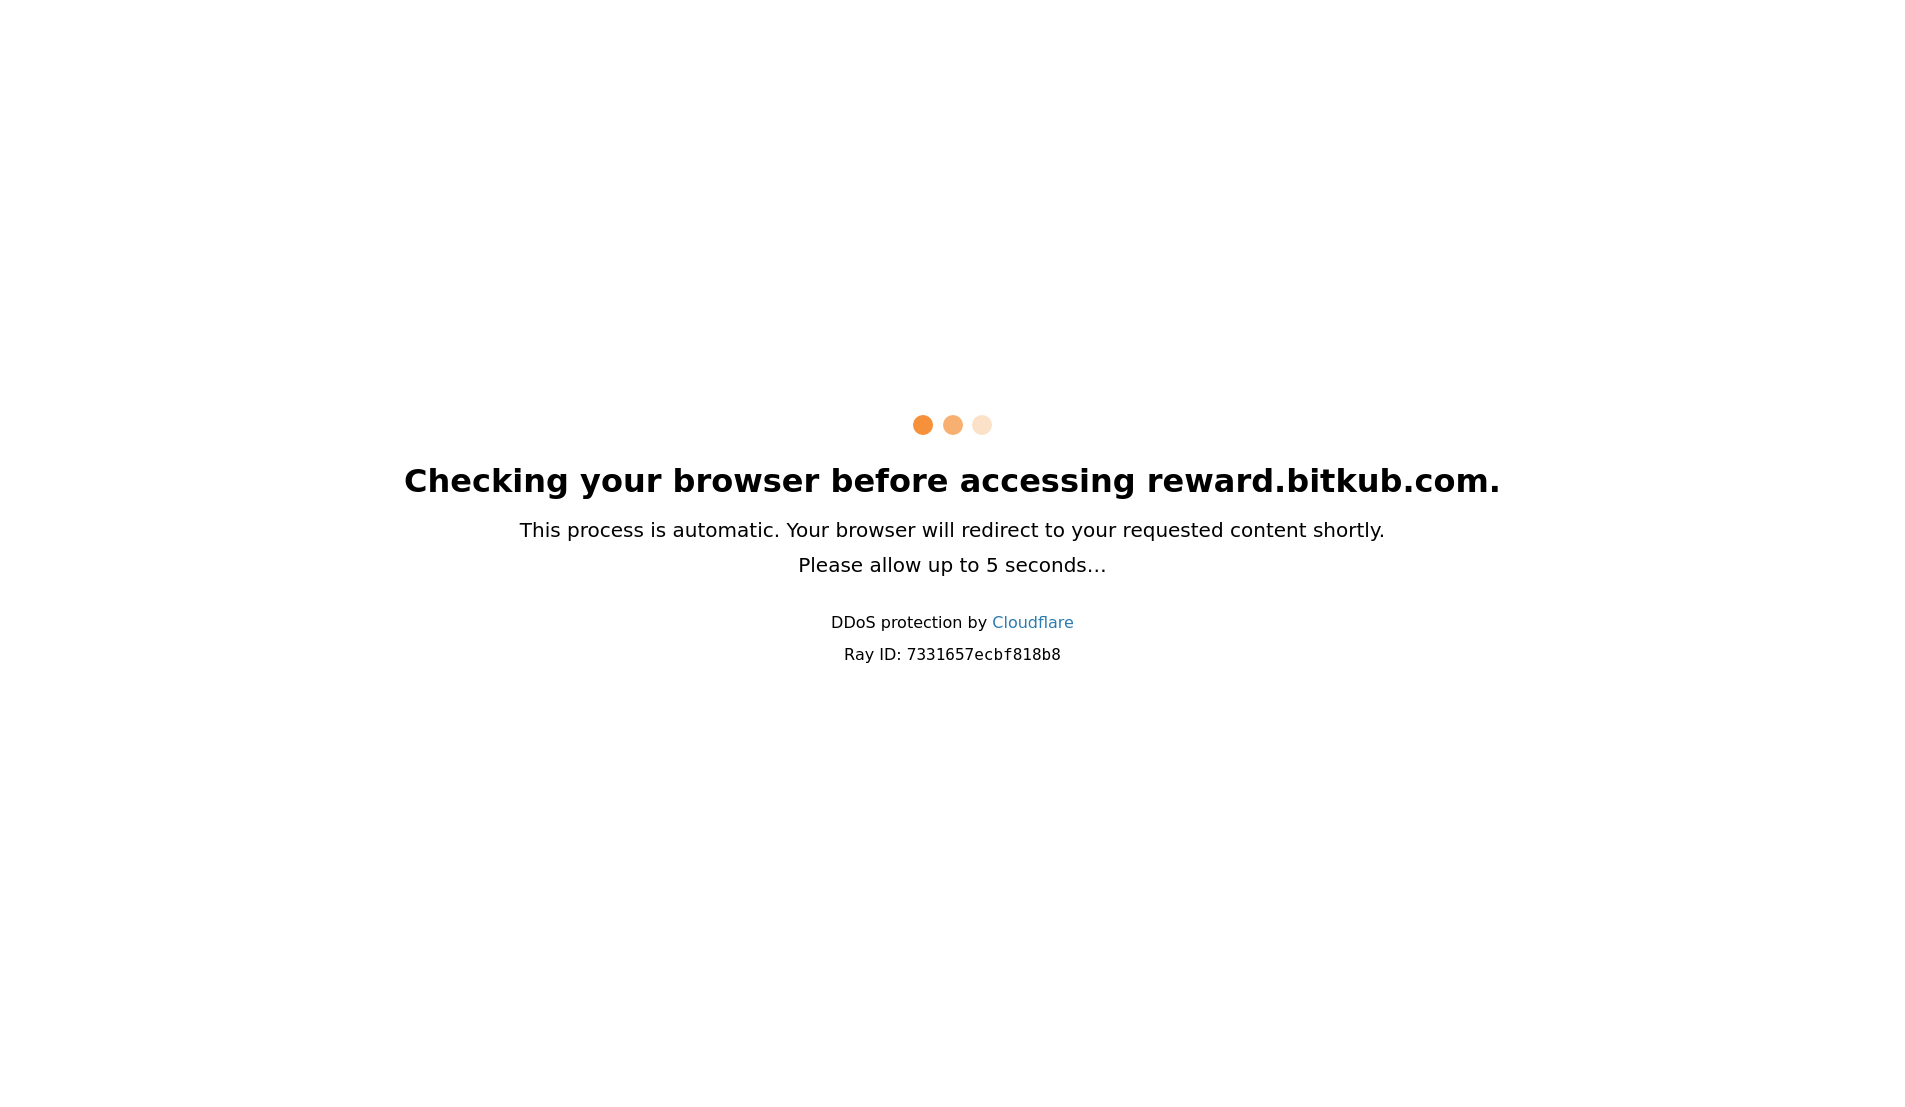 Checking your browser before accessing reward.bitkub.com.
This process is automatic. Your browser will redirect to your requested content shortly.
Please allow up to 5 seconds…
DDoS protection by Cloudflare
Ray ID: 7331657ecbf818b8